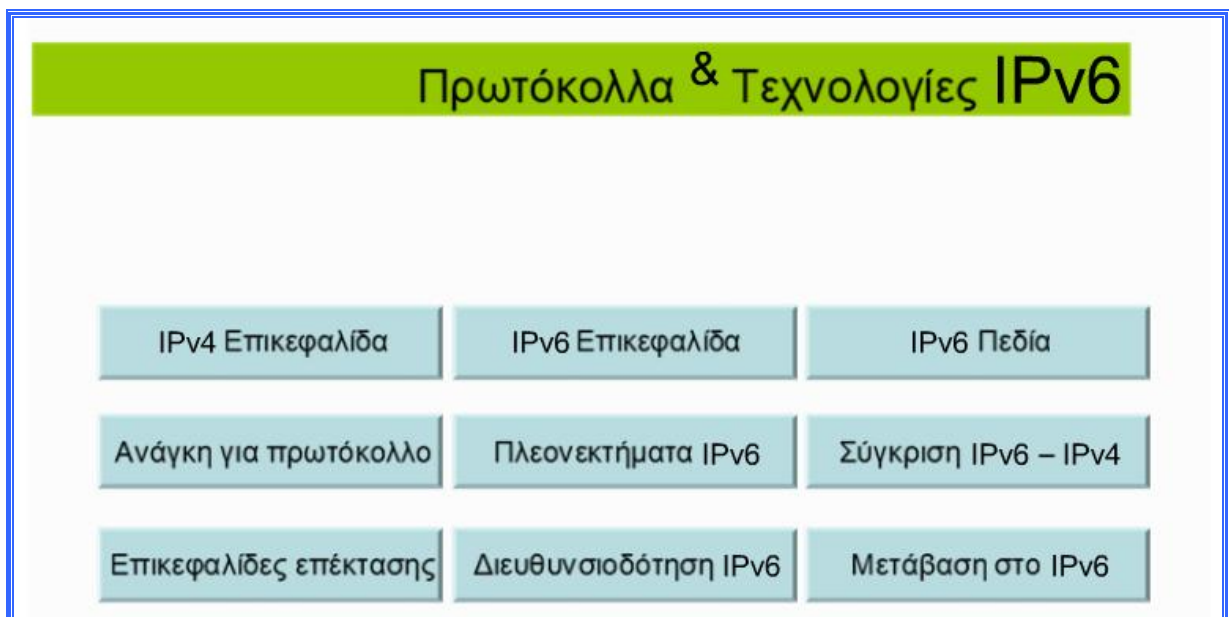 Πρωτόκολλα & Τεχνολογίες IPv6
IPv4 Επικεφαλίδα
IPv6 Επικεφαλίδα
IPv6 Πεδία
Ανάγκη για πρωτόκολλο
Πλεονεκτήματα IPv6
Σύγκριση IPv6 – IPv4
Επικεφαλίδες επέκτασης
Διευθυνσιοδότηση IPv6
Μετάβαση στο IPv6